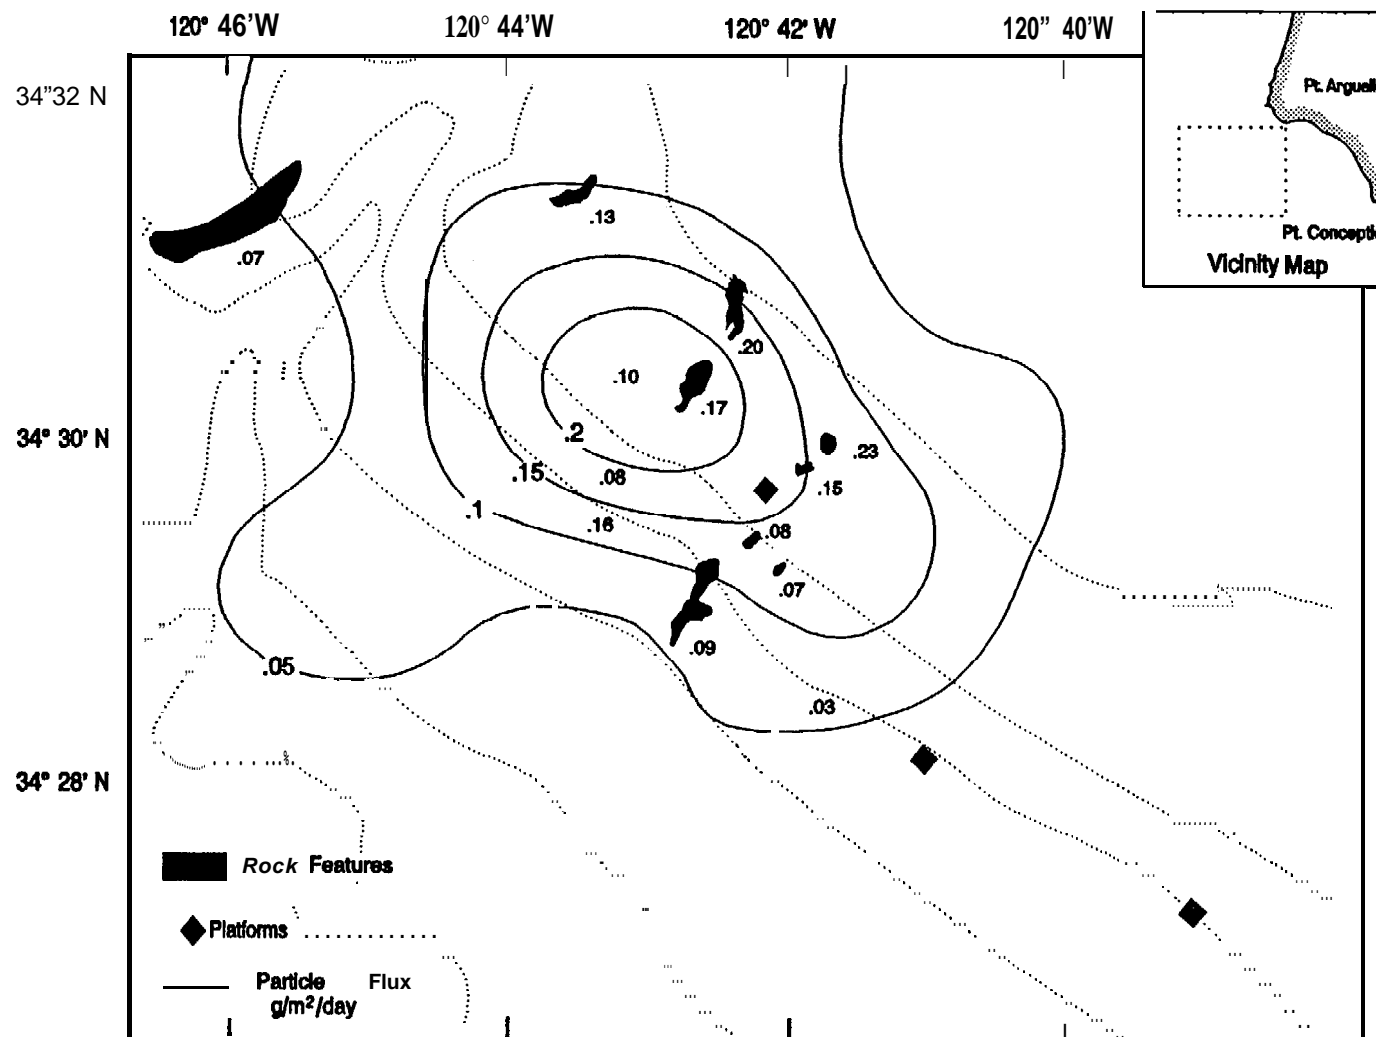 120° 46'W 120° 44'W 120° 42' W 120" 40'W
34"32 N
Pt. Arguell
Pt. Concepti
Vicinity Map
.13
.07
.20
.10
.17
34° 30' N
.2
.23
.15
.08
.15
.1
.16
.08
.07
.09
.05
.03
34° 28' N
Rock Features
Platforms
Particle Flux
g/m²/day